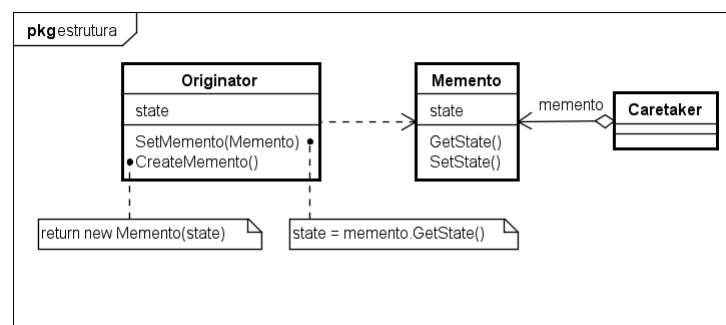 pkg estrutura
Originator
state
SetMemento(Memento)
CreateMemento()
Memento
state
GetState()
SetState()
memento
Caretaker
return new Memento(state)
state = memento.GetState()